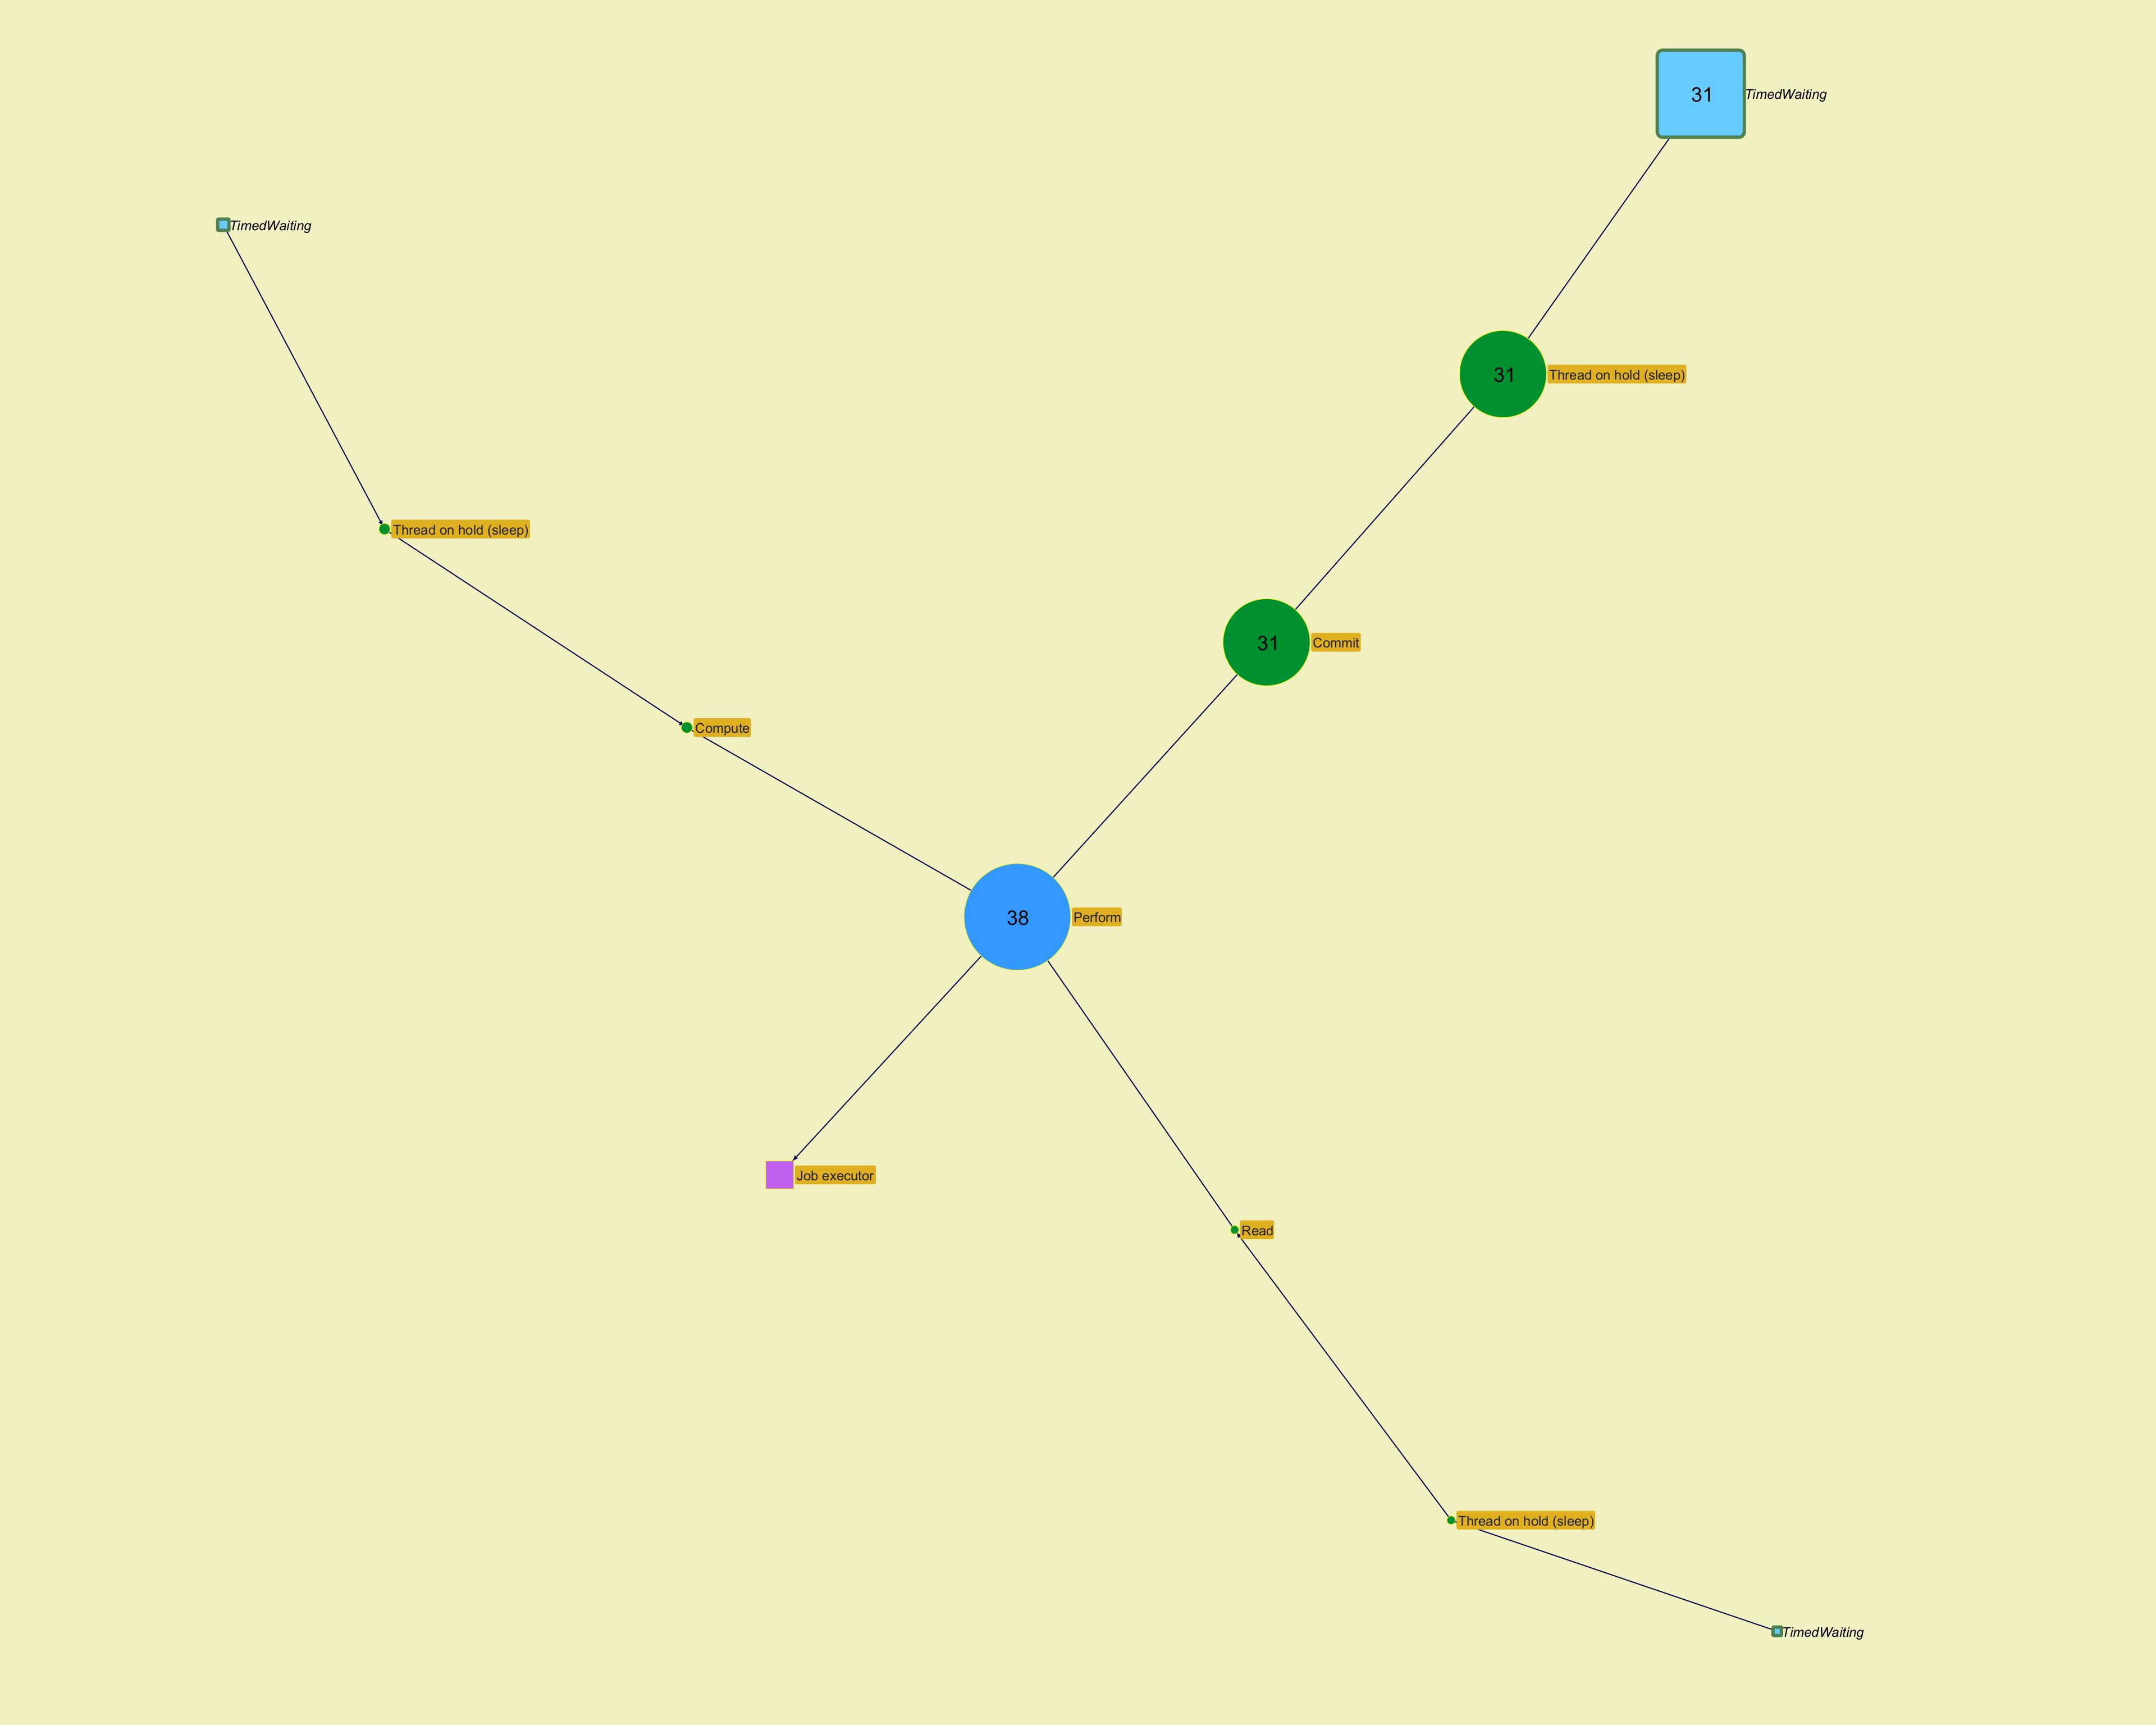 31
TimedWaiting
TimedWaiting
31
Thread on hold (sleep)
Thread on hold (sleep)
31
Commit
Compute
38
Perform
Job executor
Read
Thread on hold (sleep)
TimedWaiting